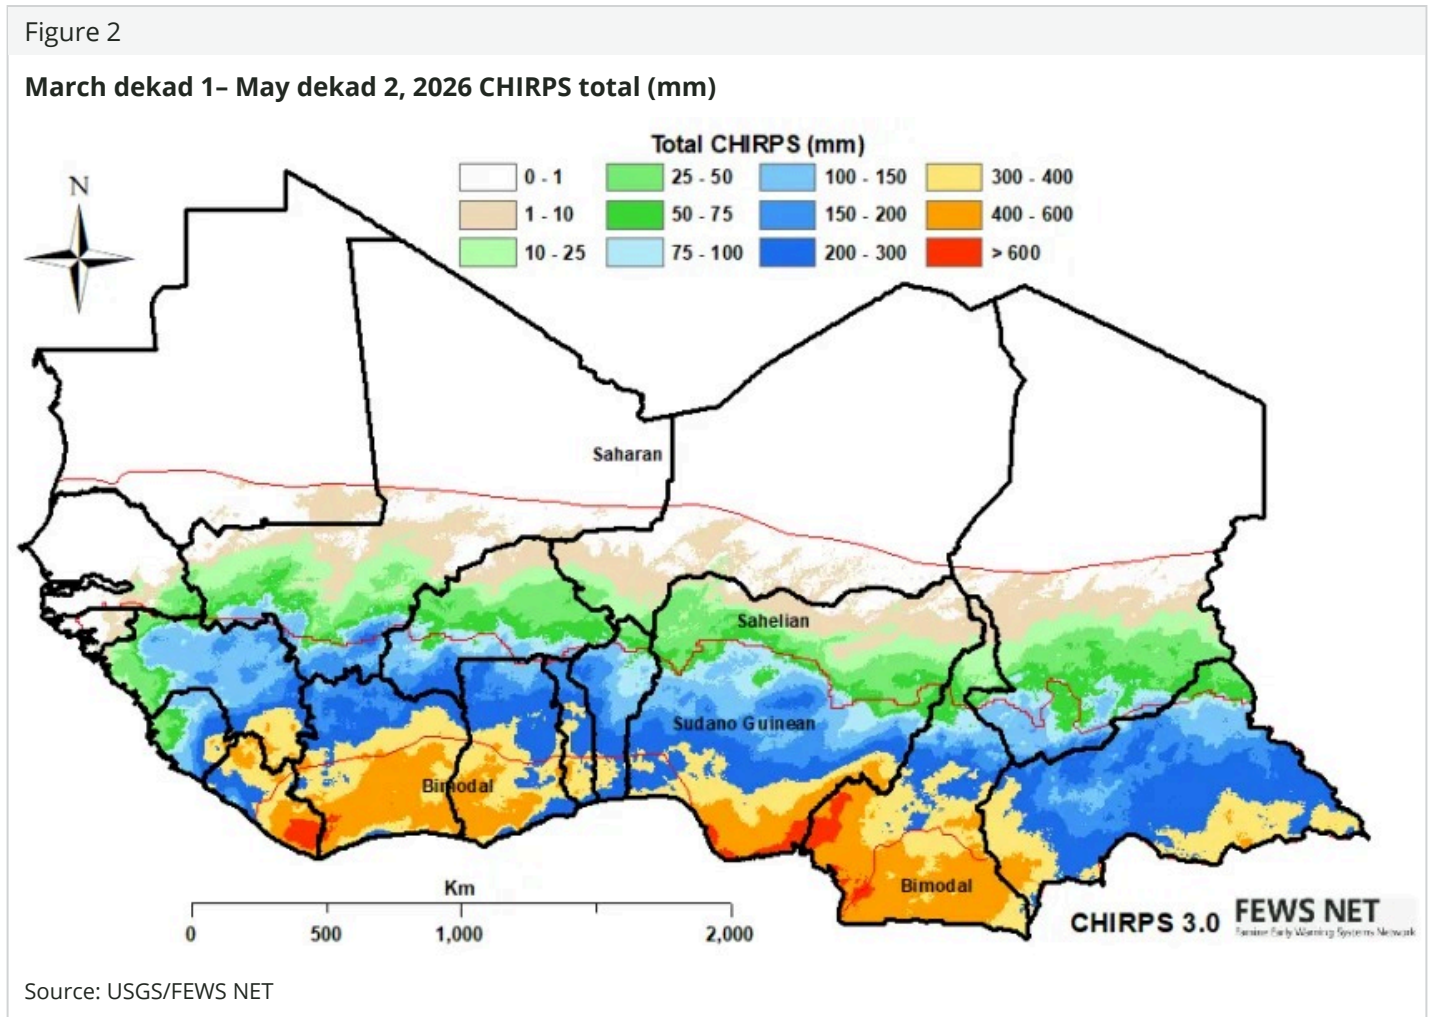 Figure 2
March dekad 1– May dekad 2, 2026 CHIRPS total (mm)
Total CHIRPS (mm)
N
0 - 1
25 - 50
100 - 150
300 - 400
1 - 10
50 - 75
150 - 200
400 - 600
10 - 25
75 - 100
200 - 300
> 600
Saharan
Sahelian
Sudano Guinean
Bimodal
Bimodal
Km
0
500
1,000
2,000
CHIRPS 3.0
FEWS NET
Famine Early Warning Systems Network
Source: USGS/FEWS NET